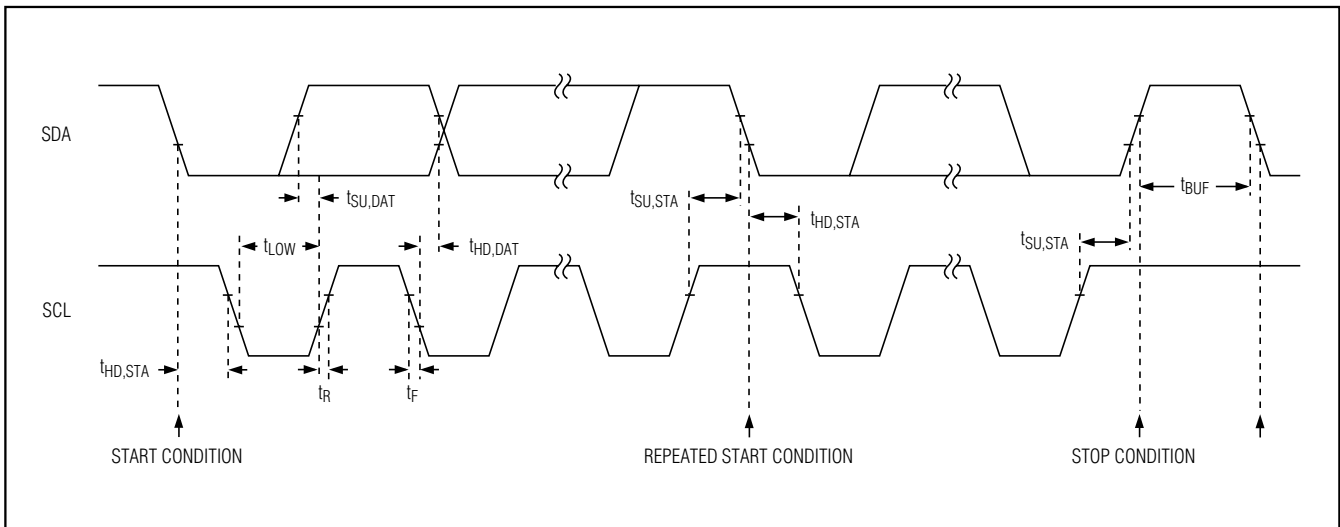 SDA
tSU,DAT
tSU,STA
tHD,STA
tBUF
tLOW
tHD,DAT
tSU,STA
SCL
tHD,STA
tR
tF
START CONDITION
REPEATED START CONDITION
STOP CONDITION